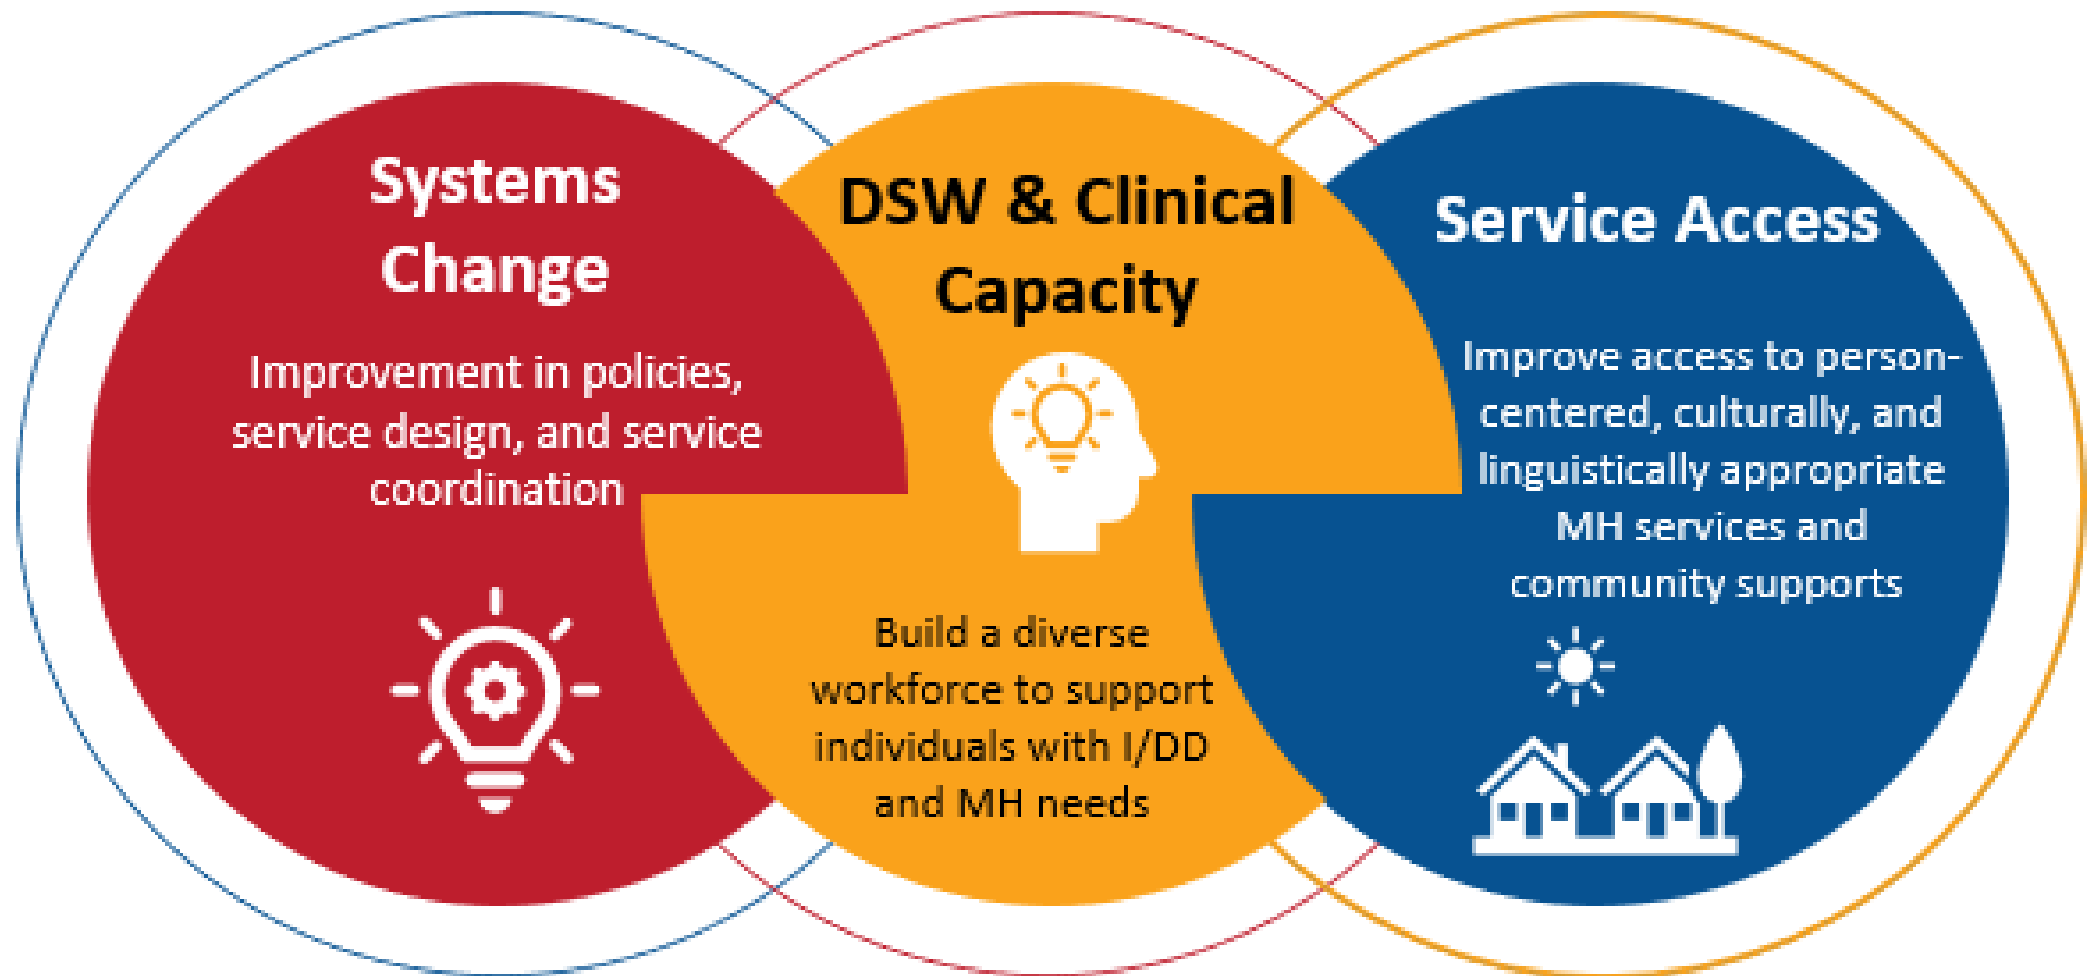 Systems
Change
Improvement in policies,
service design, and service
coordination
DSW & Clinical
Capacity
Build a diverse
workforce to support
individuals with I/DD
and MH needs
Service Access
Improve access to person-
centered, culturally, and
linguistically appropriate
MH services and
community supports